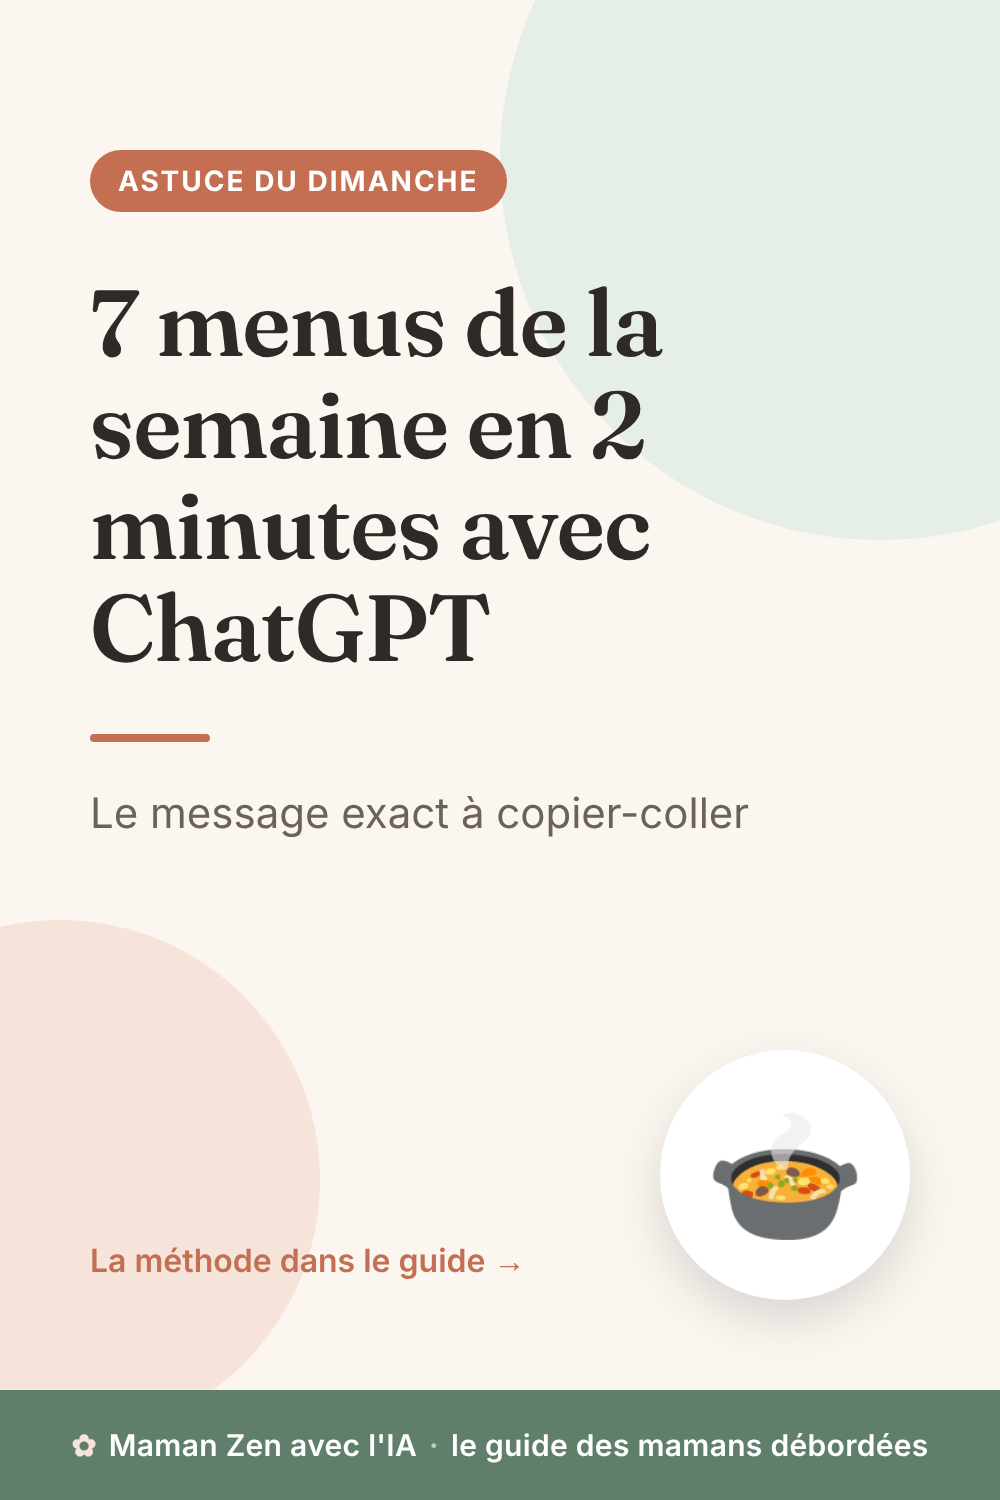 ASTUCE DU DIMANCHE
7 menus de la
semaine en 2
minutes avec
ChatGPT
Le message exact à copier-coller
La méthode dans le guide →
✿ Maman Zen avec l'IA · le guide des mamans débordées